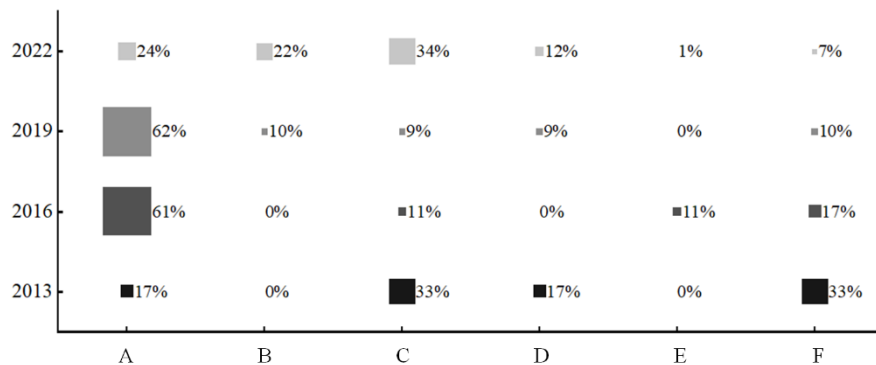 2022 24% 22% 34% 12% 1% 7%
2019 62% 10% 9% 9% 0% 10%
2016 61% 0% 11% 0% 11% 17%
2013 17% 0% 33% 17% 0% 33%
A B C D E F